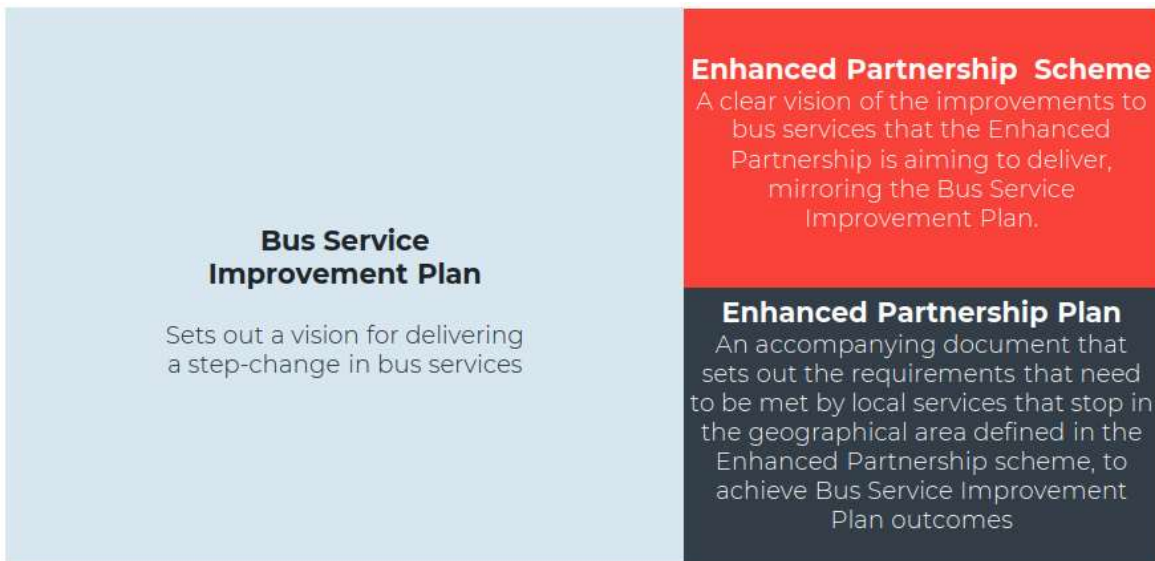 Bus Service
Improvement Plan
Sets out a vision for delivering
a step-change in bus services
Enhanced Partnership Scheme
A clear vision of the improvements to
bus services that the Enhanced
Partnership is aiming to deliver,
mirroring the Bus Service
Improvement Plan.
Enhanced Partnership Plan
An accompanying document that
sets out the requirements that need
to be met by local services that stop in
the geographical area defined in the
Enhanced Partnership scheme, to
achieve Bus Service Improvement
Plan outcomes